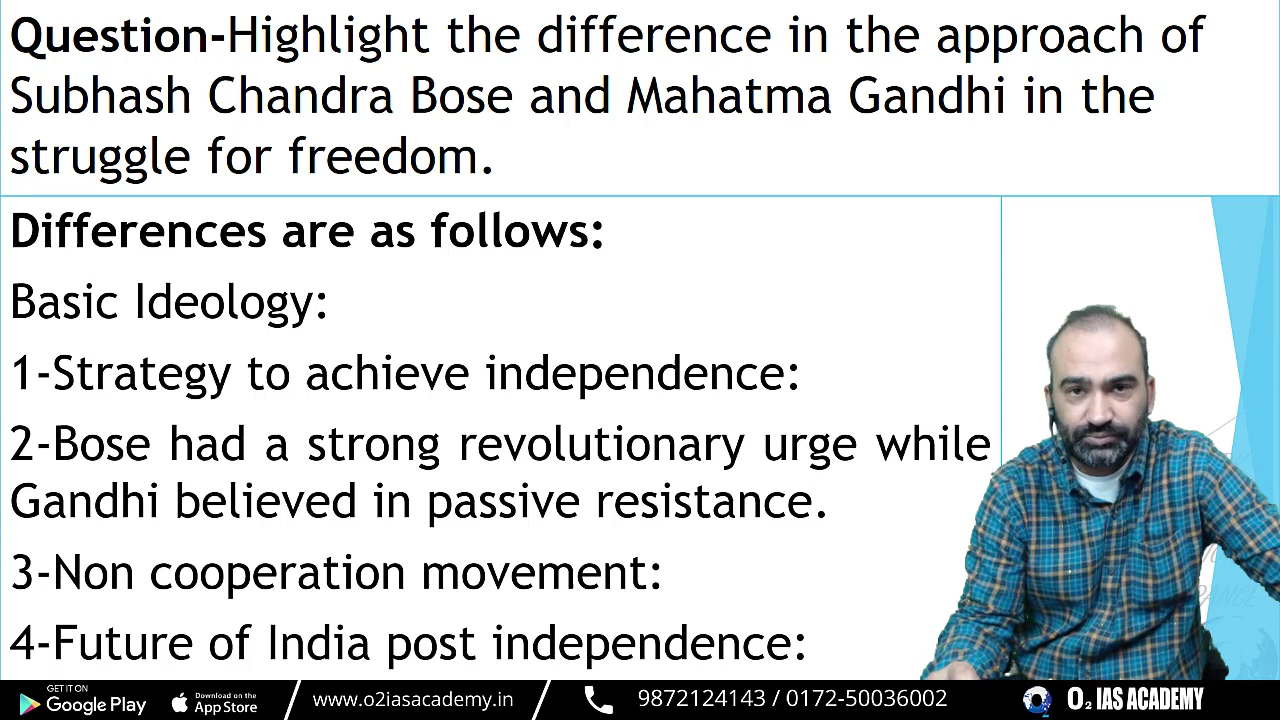 Question-Highlight the difference in the approach of
Subhash Chandra Bose and Mahatma Gandhi in the
struggle for freedom.
Differences are as follows:
Basic Ideology:
1-Strategy to achieve independence:
2-Bose had a strong revolutionary urge while
Gandhi believed in passive resistance.
3-Non cooperation movement:
4-Future of India post independence:
GET IT ON
Google Play
Download on the
App Store
www.o2iasacademy.in
9872124143 / 0172-50036002
O2 IAS ACADEMY